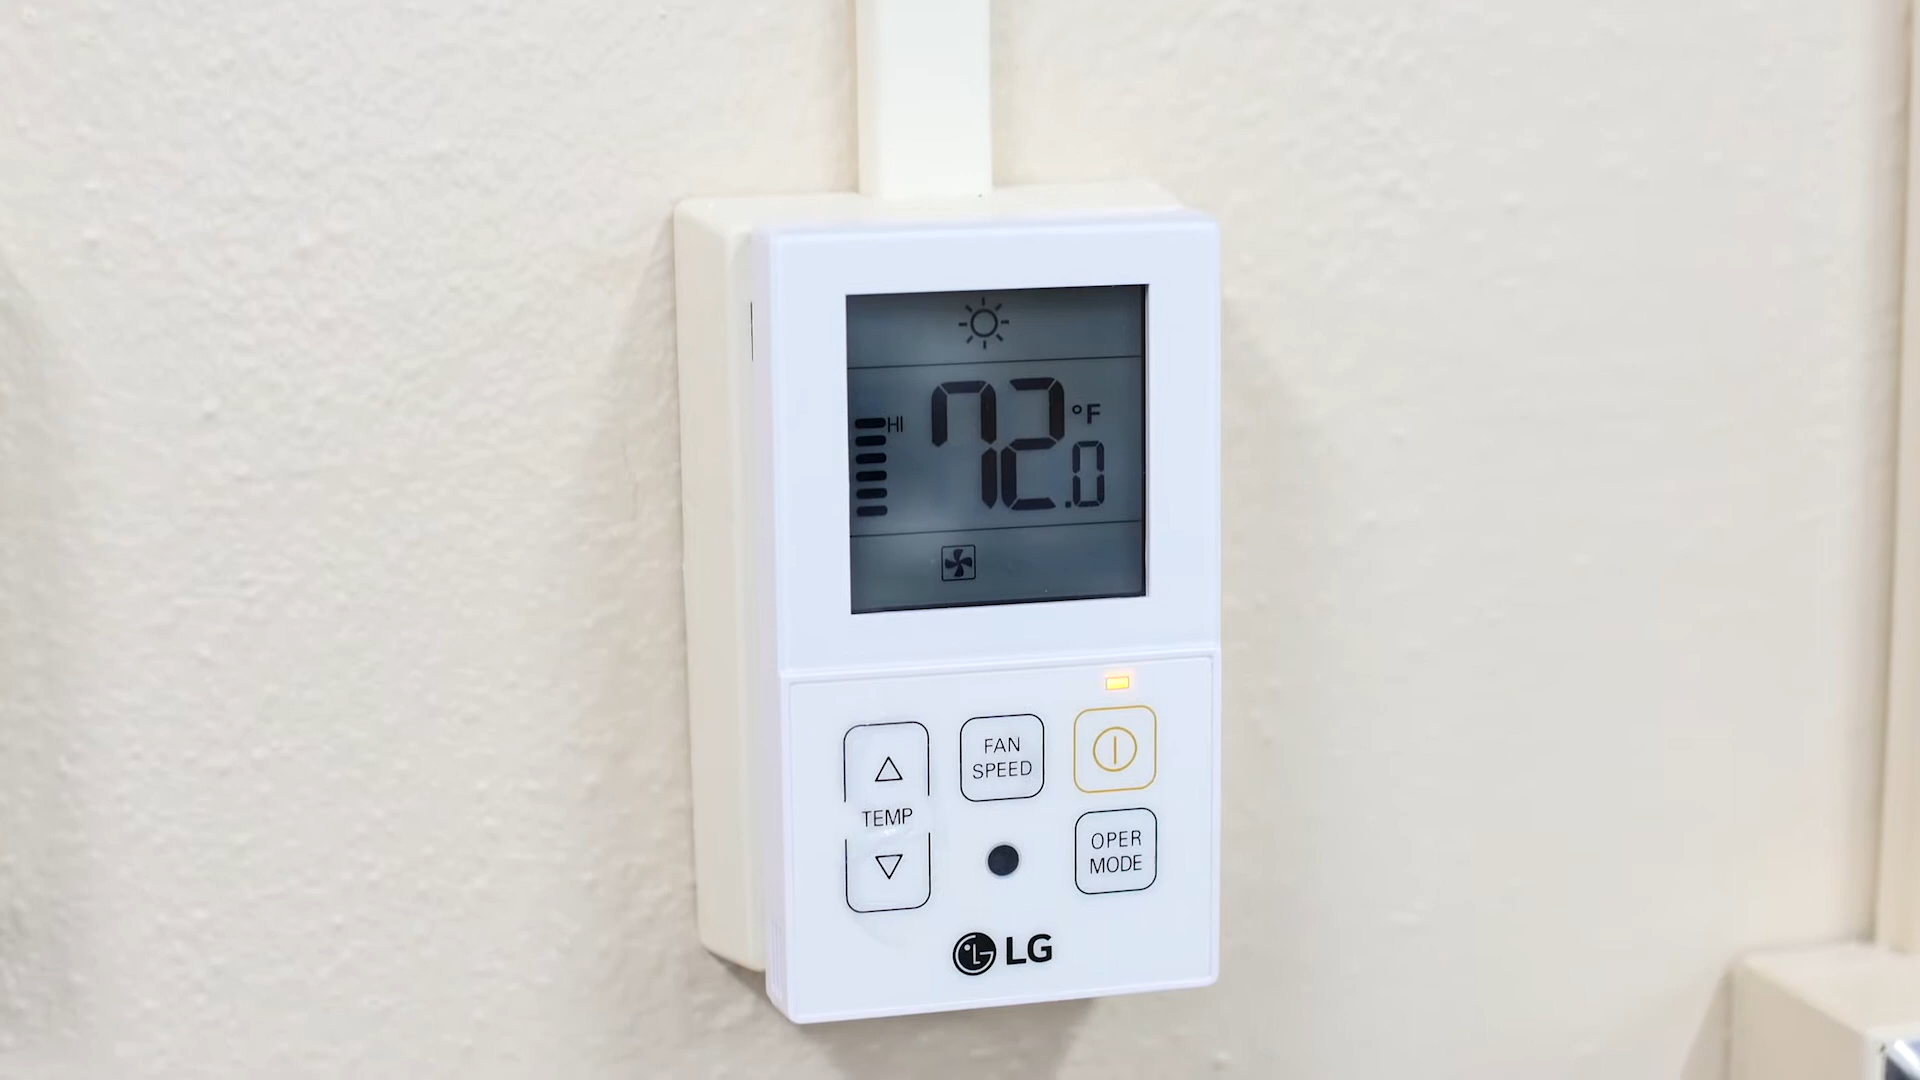 HI
72.0 °F
FAN
SPEED
TEMP
OPER
MODE
LG